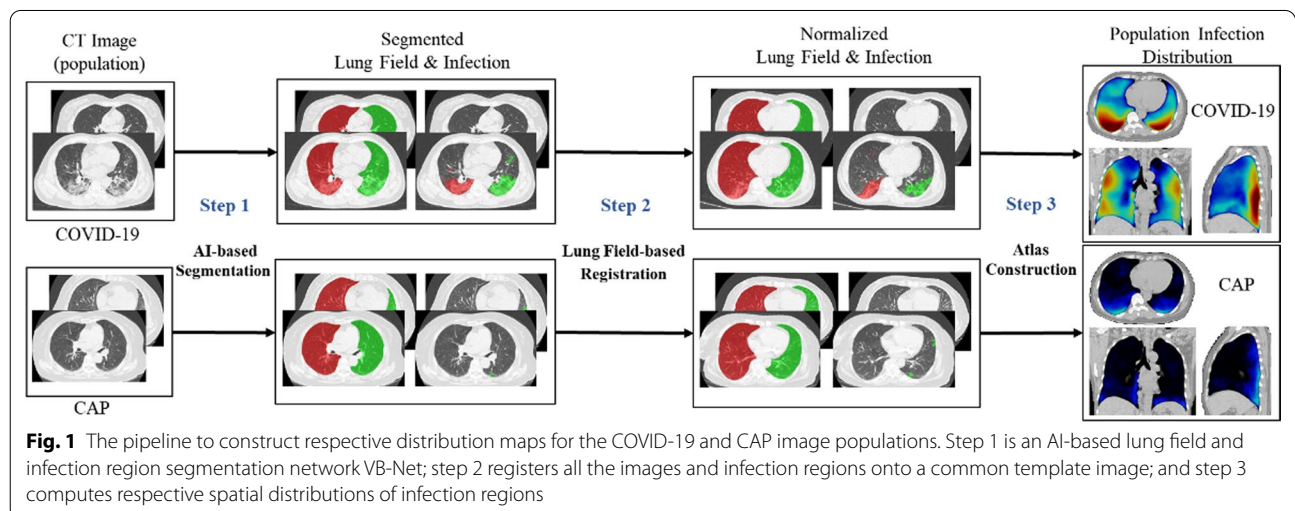 CT Image
(population)
Segmented
Lung Field & Infection
Normalized
Lung Field & Infection
Population Infection
Distribution
COVID-19
Step 1
Step 2
Step 3
COVID-19
AI-based
Segmentation
Lung Field-based
Registration
Atlas
Construction
CAP
CAP
Fig. 1 The pipeline to construct respective distribution maps for the COVID-19 and CAP image populations. Step 1 is an AI-based lung field and
infection region segmentation network VB-Net; step 2 registers all the images and infection regions onto a common template image; and step 3
computes respective spatial distributions of infection regions